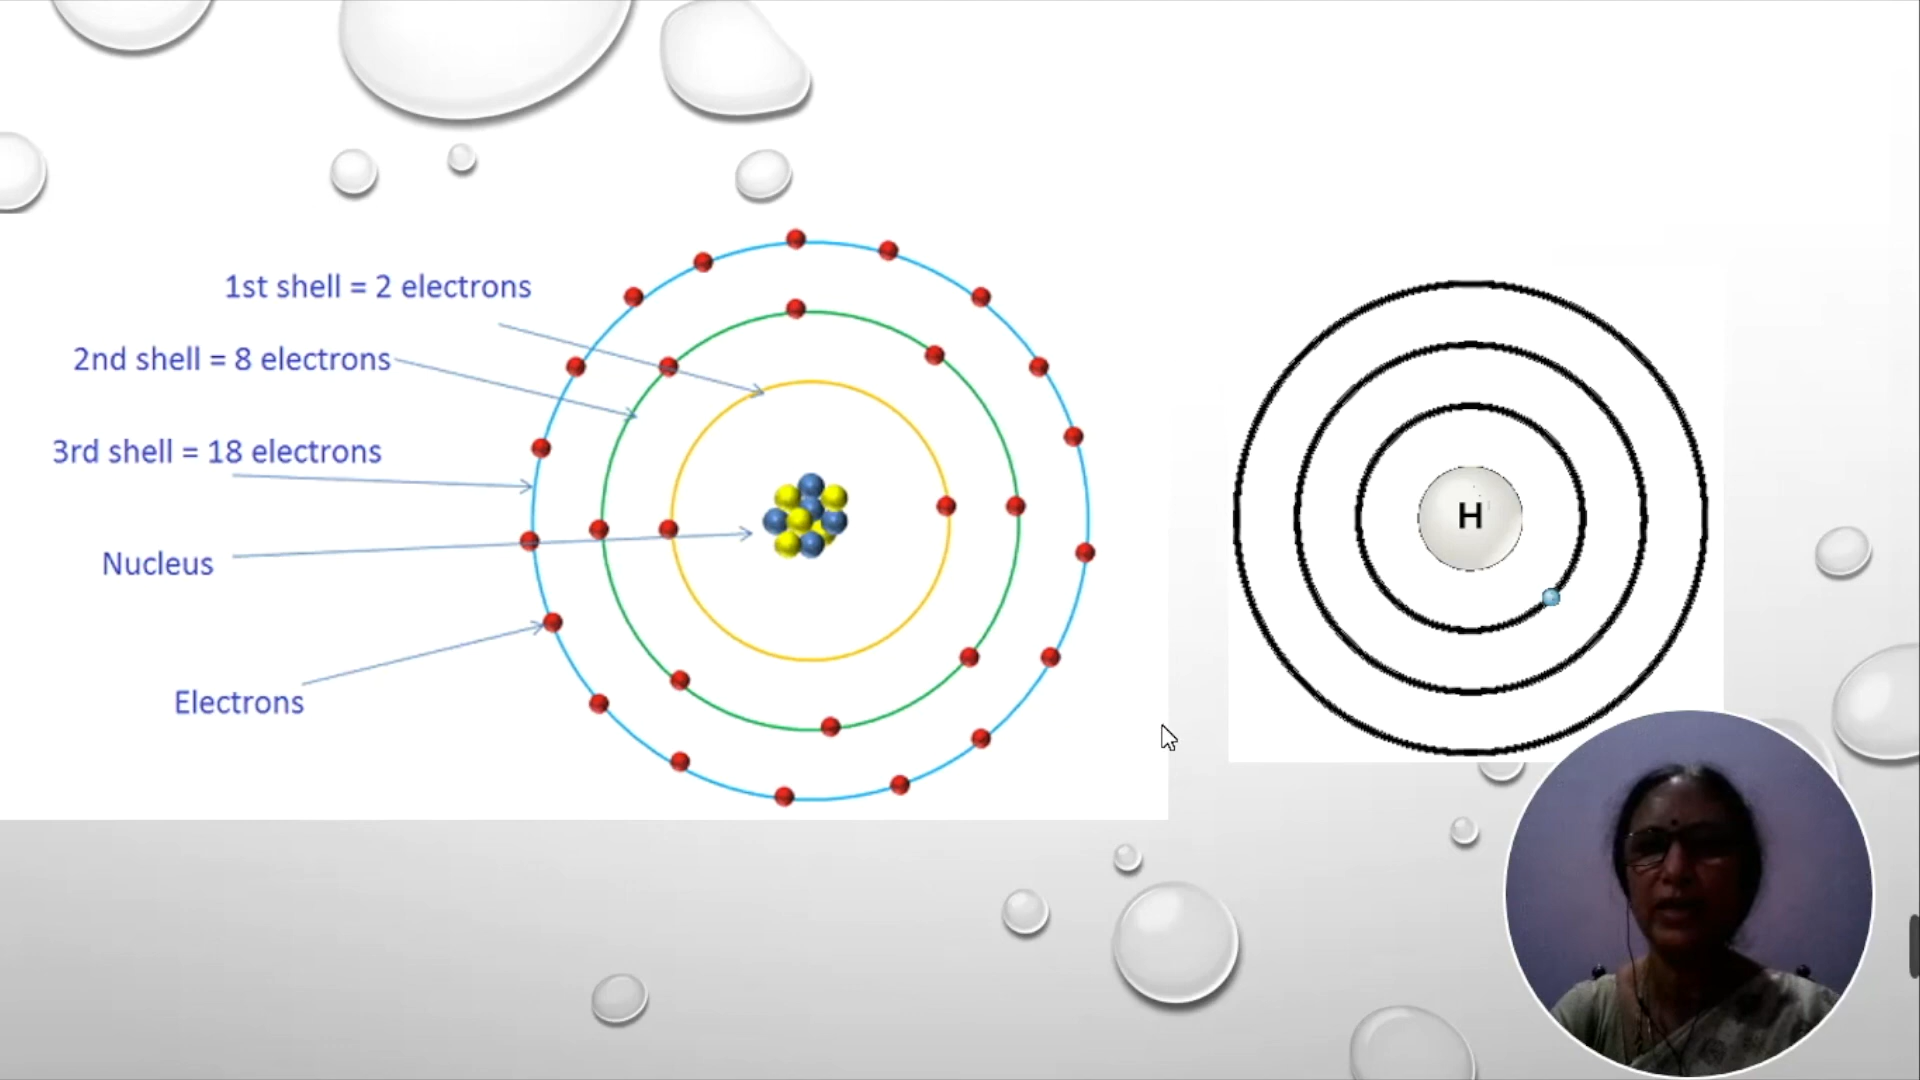 1st shell = 2 electrons
2nd shell = 8 electrons
3rd shell = 18 electrons
Nucleus
Electrons
H